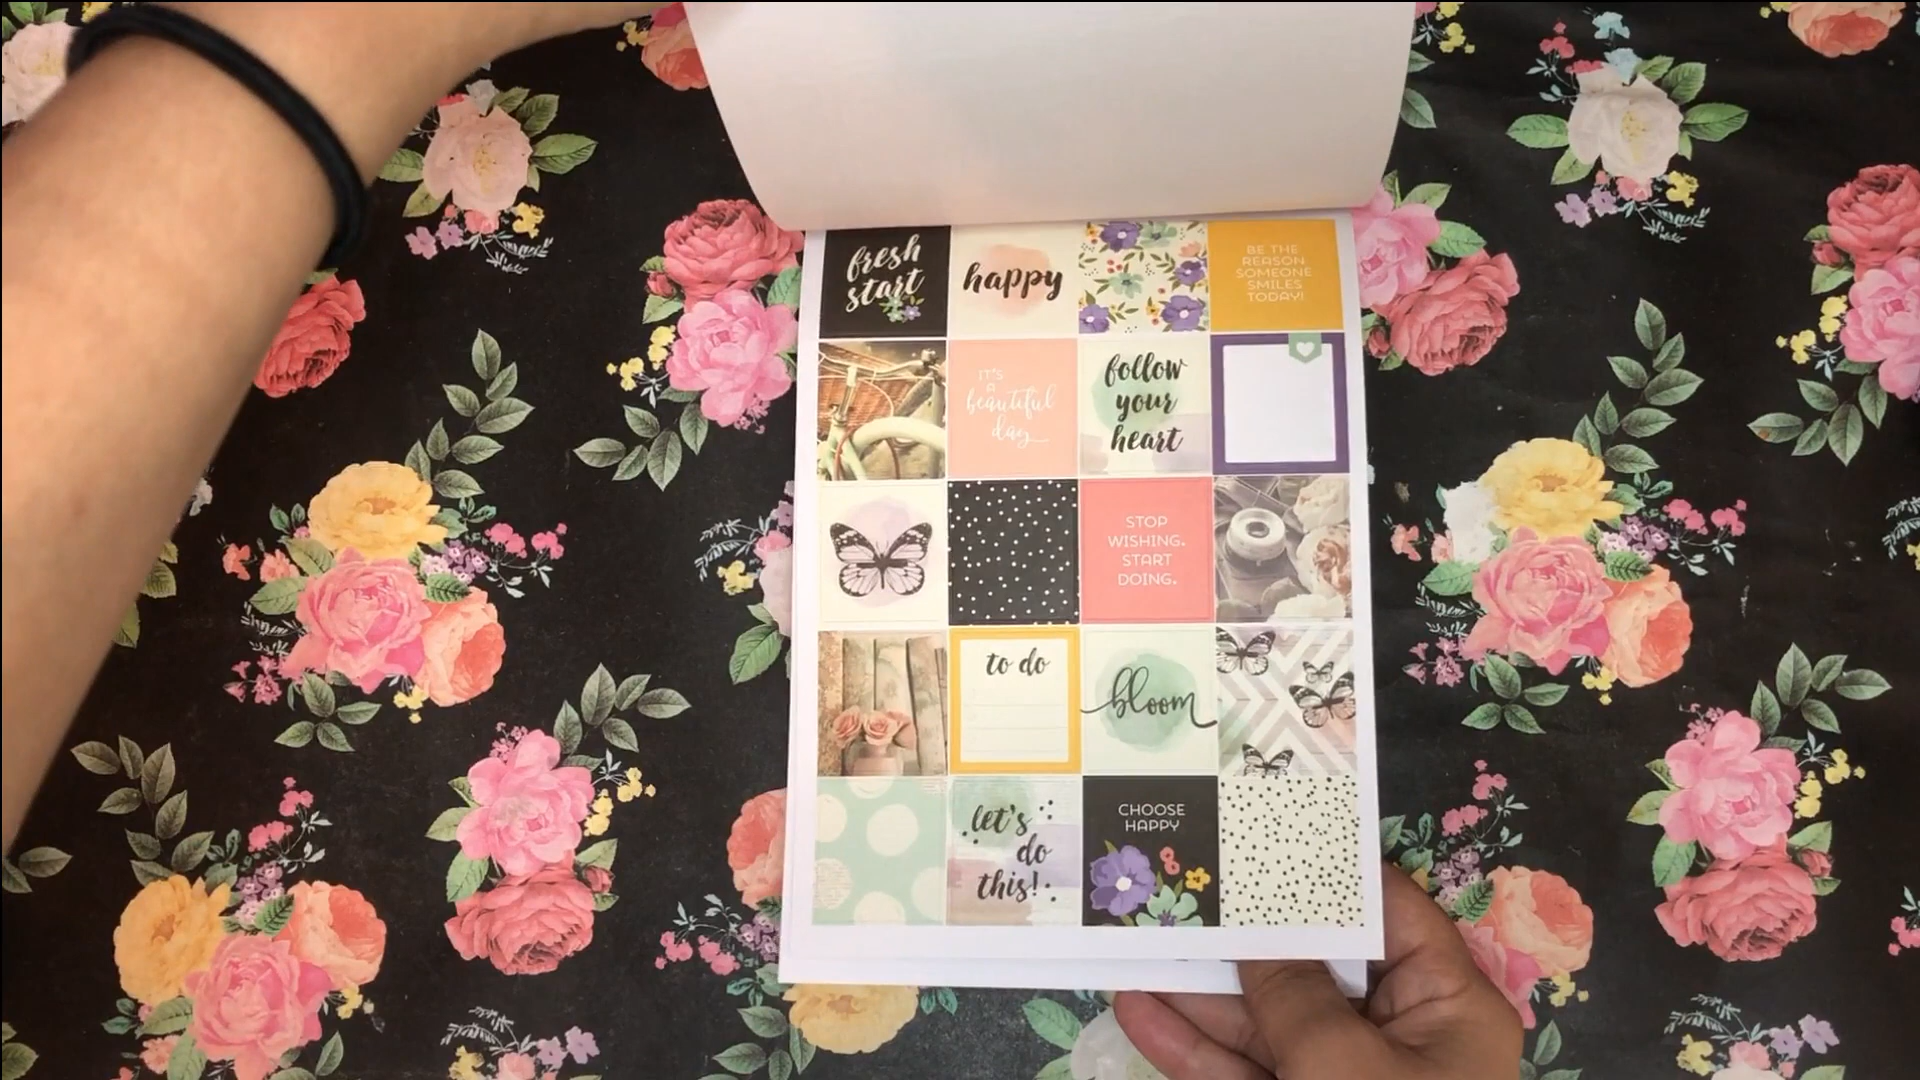 fresh
start
happy
BE THE
REASON
SOMEONE
SMILES
TODAY!
IT'S
A
beautiful
day
follow
your
heart
STOP
WISHING.
START
DOING.
to do
bloom
let's
do
this!
CHOOSE
HAPPY